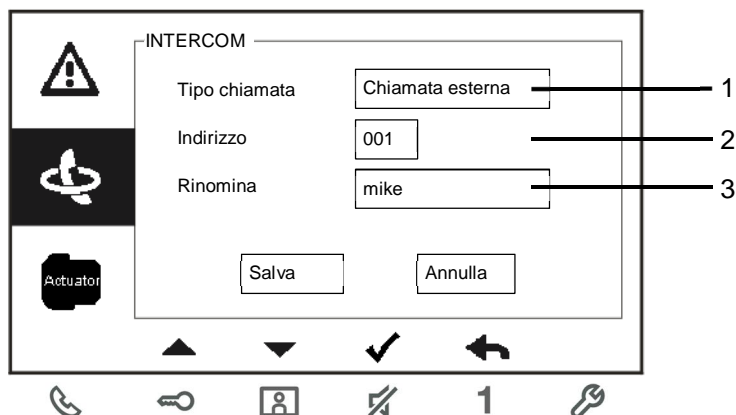 INTERCOM
Tipo chiamata
Chiamata esterna
1
Indirizzo
001
2
Rinomina
mike
3
Salva
Annulla
Actuator
1